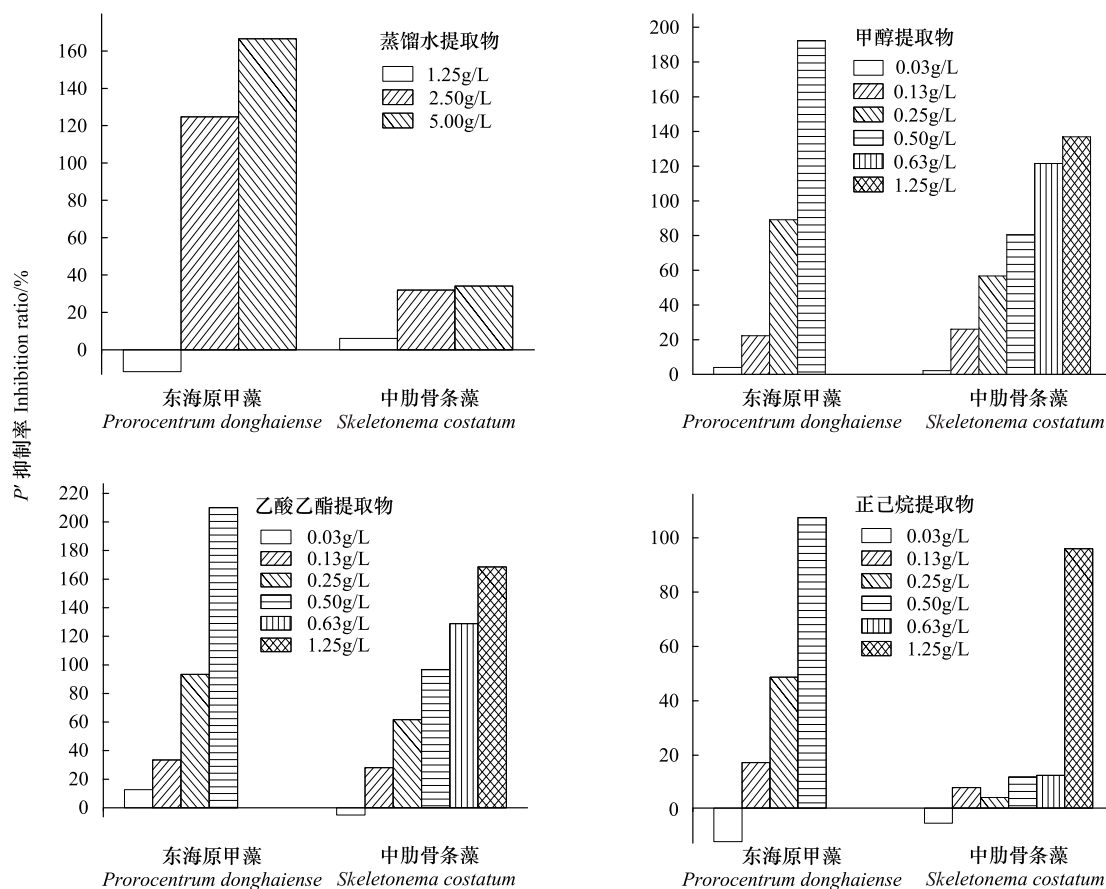 P′ 抑制率 Inhibition ratio/%
160
140
120
100
80
60
40
20
0
蒸馏水提取物
1.25g/L
2.50g/L
5.00g/L
东海原甲藻
Prorocentrum donghaiense
中肋骨条藻
Skeletonema costatum
200
180
160
140
120
100
80
60
40
20
0
甲醇提取物
0.03g/L
0.13g/L
0.25g/L
0.50g/L
0.63g/L
1.25g/L
东海原甲藻
Prorocentrum donghaiense
中肋骨条藻
Skeletonema costatum
220
200
180
160
140
120
100
80
60
40
20
0
乙酸乙酯提取物
0.03g/L
0.13g/L
0.25g/L
0.50g/L
0.63g/L
1.25g/L
东海原甲藻
Prorocentrum donghaiense
中肋骨条藻
Skeletonema costatum
100
80
60
40
20
0
正己烷提取物
0.03g/L
0.13g/L
0.25g/L
0.50g/L
0.63g/L
1.25g/L
东海原甲藻
Prorocentrum donghaiense
中肋骨条藻
Skeletonema costatum